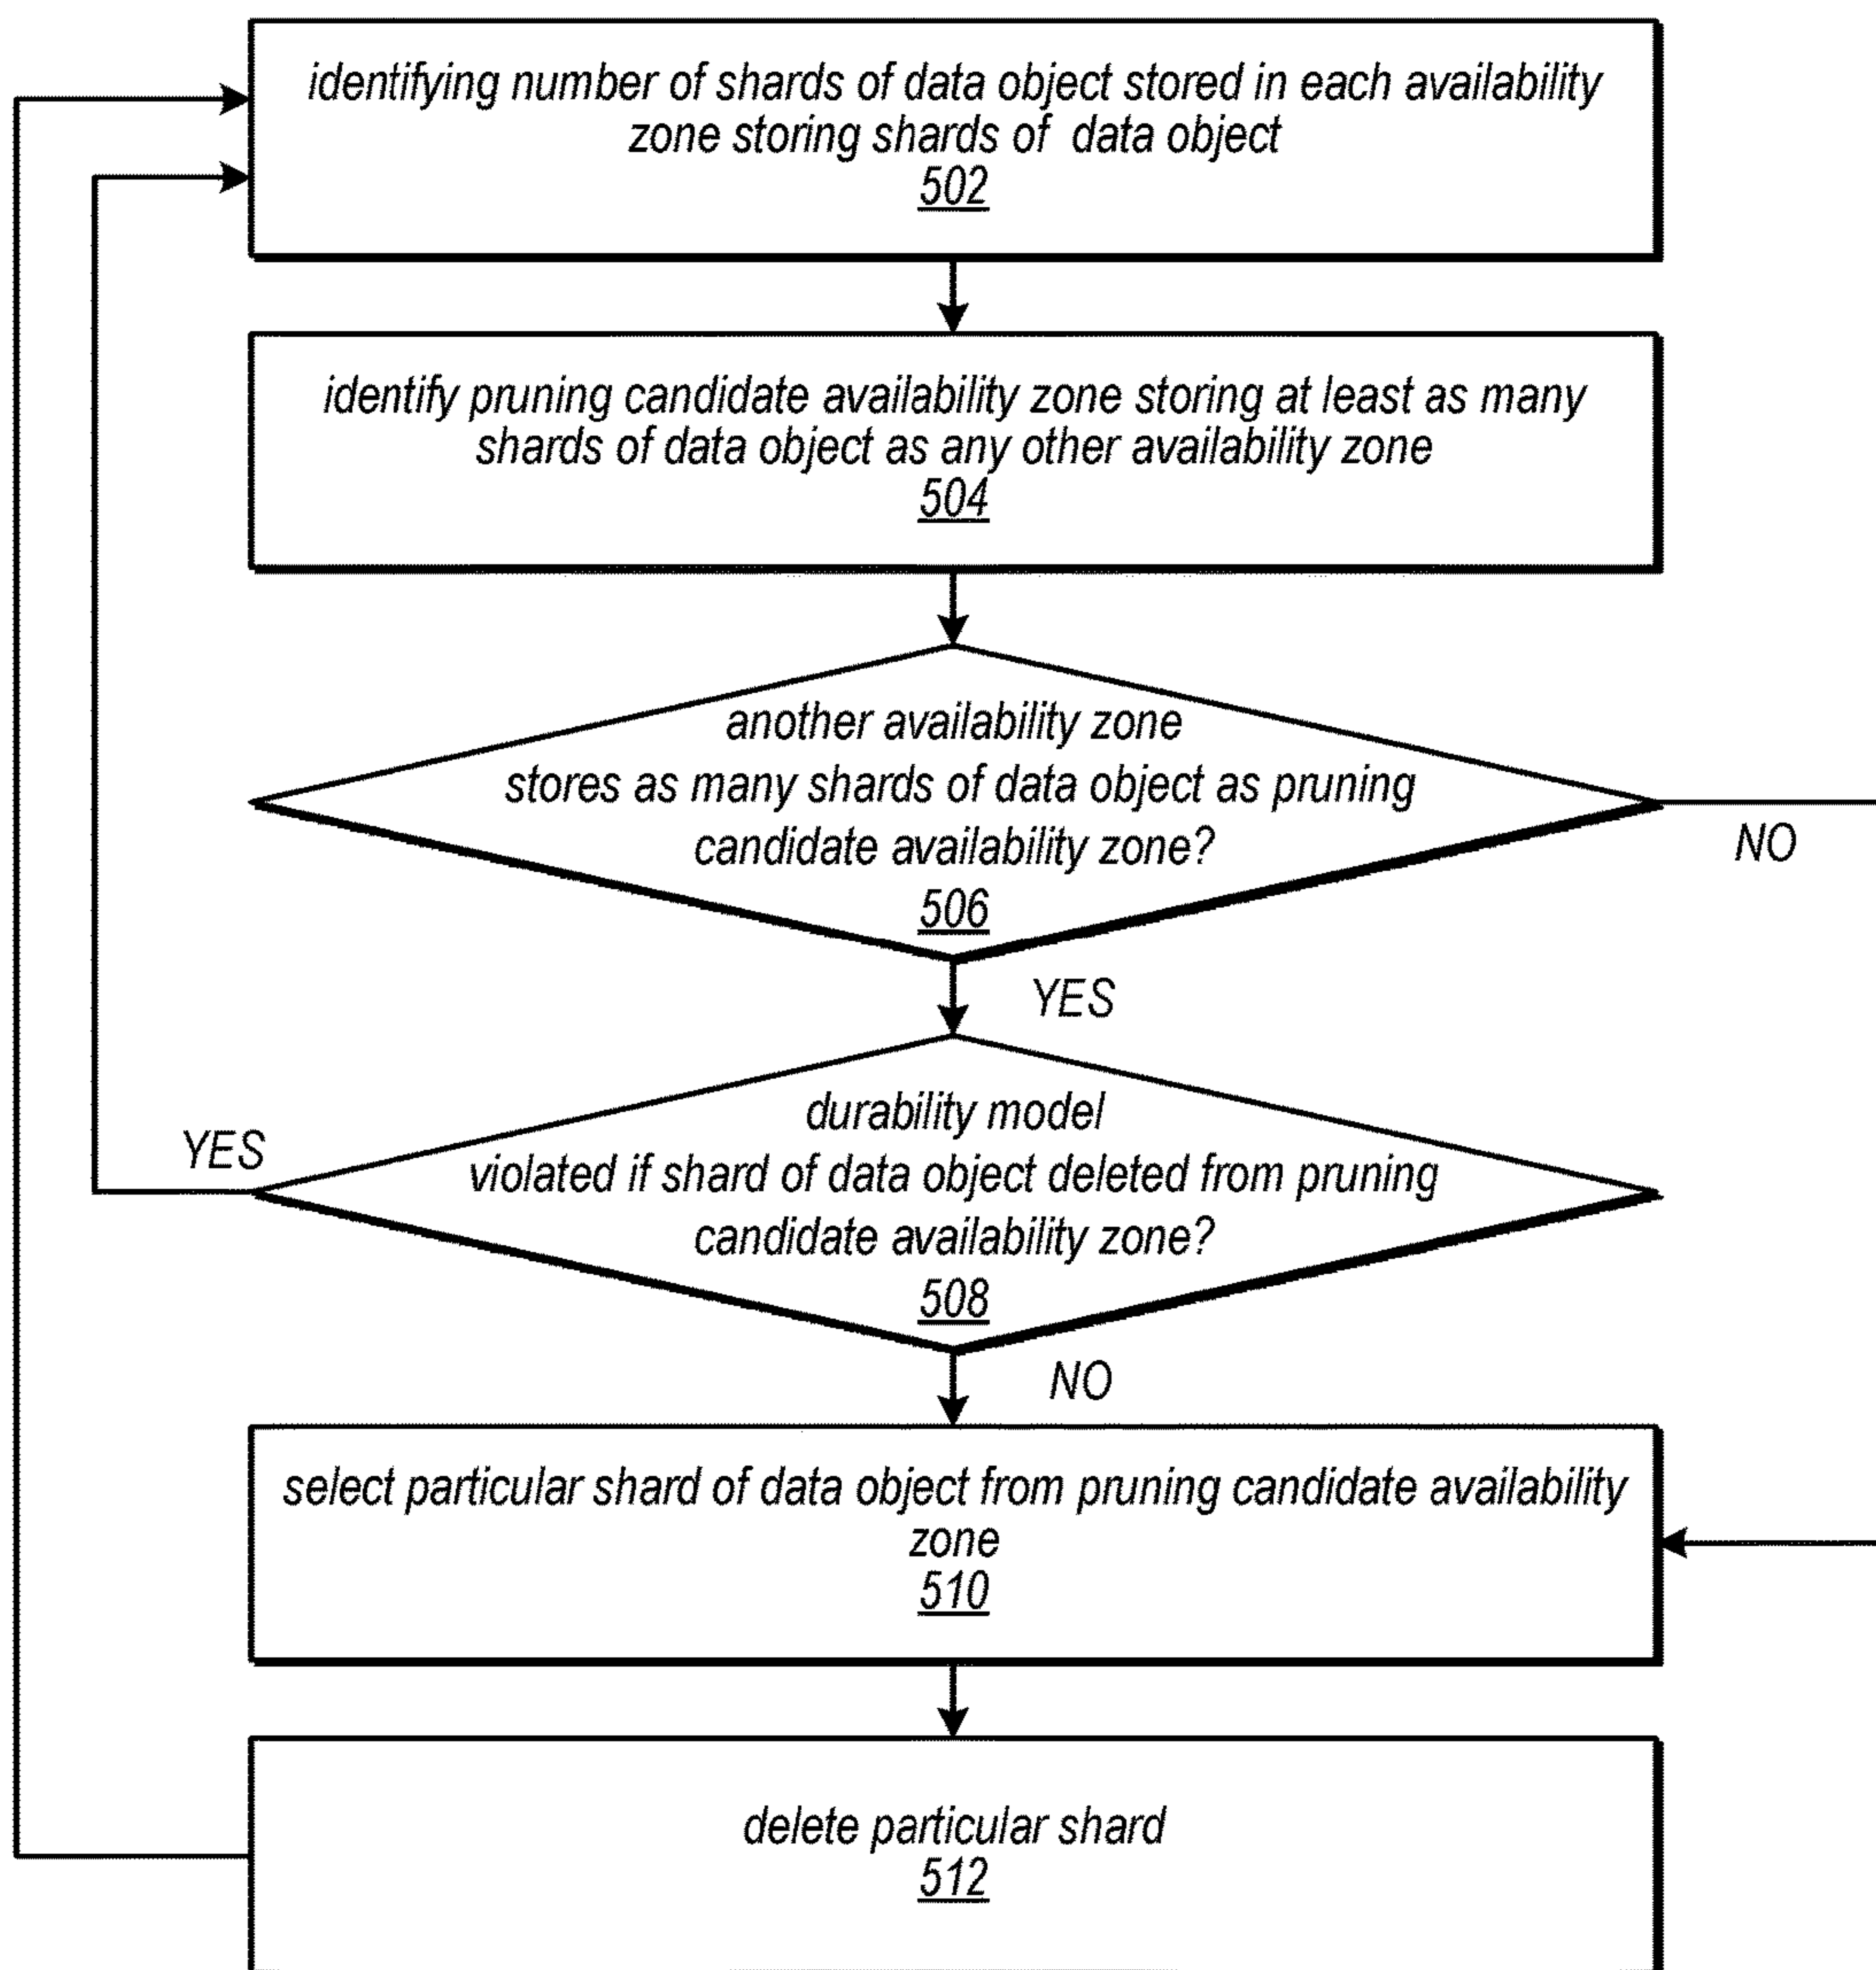 identifying number of shards of data object stored in each availability
zone storing shards of data object
502
identify pruning candidate availability zone storing at least as many
shards of data object as any other availability zone
504
another availability zone
stores as many shards of data object as pruning
candidate availability zone?
506
NO
YES
durability model
violated if shard of data object deleted from pruning
candidate availability zone?
508
YES
NO
select particular shard of data object from pruning candidate availability
zone
510
delete particular shard
512